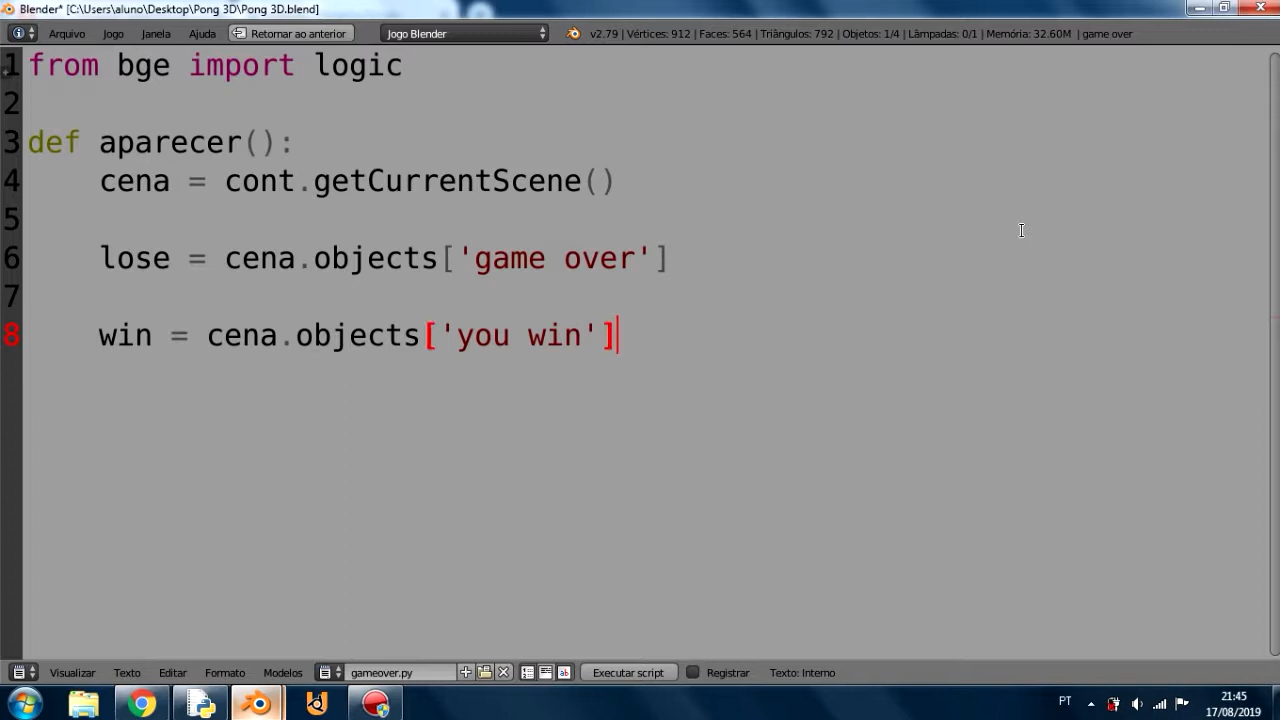 Blender* [C:\Users\aluno\Desktop\Pong 3D\Pong 3D.blend]
Arquivo Jogo Janela Ajuda Retornar ao anterior Jogo Blender v2.79 | Vértices: 912 | Faces: 564 | Triângulos: 792 | Objetos: 1/4 | Lâmpadas: 0/1 | Memória: 32.60M | game over
1 from bge import logic
2
3 def aparecer():
4 cena = cont.getCurrentScene()
5
6 lose = cena.objects['game over']
7
8 win = cena.objects['you win']
Visualizar Texto Editar Formato Modelos gameover.py Executar script Registrar Texto: Interno
PT 21:45
17/08/2019